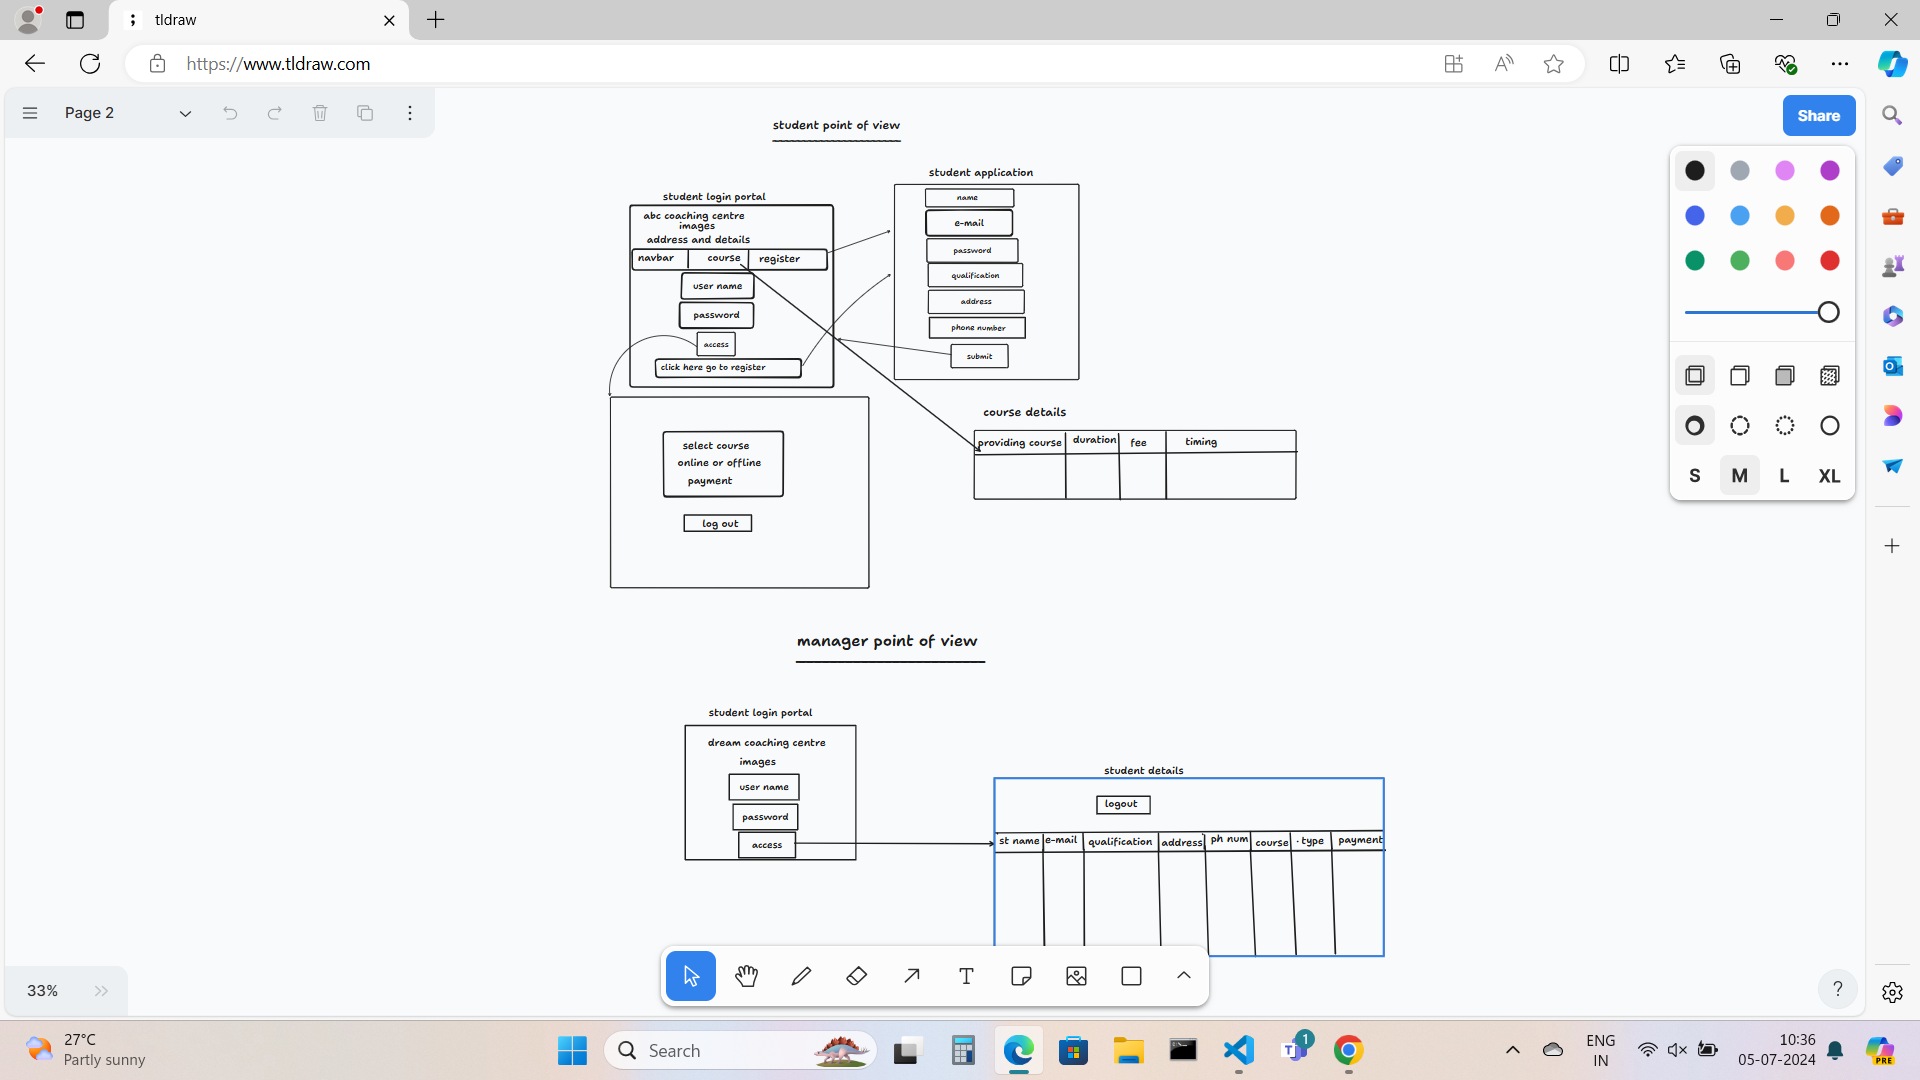 tldraw
https://www.tldraw.com
Page 2
Share
student point of view
student application
student login portal
name
abc coaching centre
images
address and details
e-mail
navbar course register
password
user name
qualification
password
address
access
phone number
click here go to register
submit
course details
select course
online or offline
payment
providing course duration fee timing
log out
S M L XL
manager point of view
student login portal
dream coaching centre
images
user name
password
access
student details
logout
st name e-mail qualification address ph num course .type payment
33%
?
27°C
Partly sunny
Search
1
ENG
IN
10:36
05-07-2024
PRE